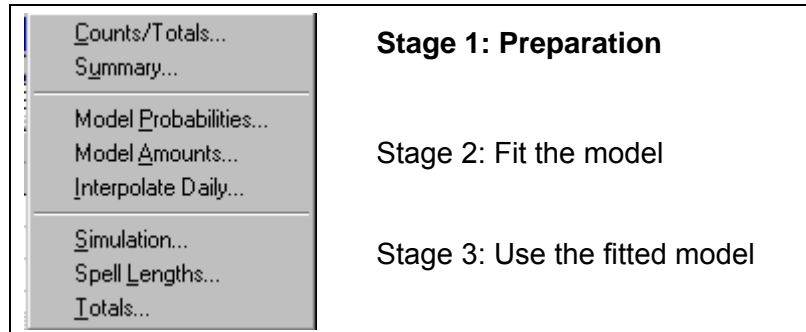 Counts/Totals...
Summary...
Stage 1: Preparation
Model Probabilities...
Model Amounts...
Interpolate Daily...
Stage 2: Fit the model
Simulation...
Spell Lengths...
Totals...
Stage 3: Use the fitted model